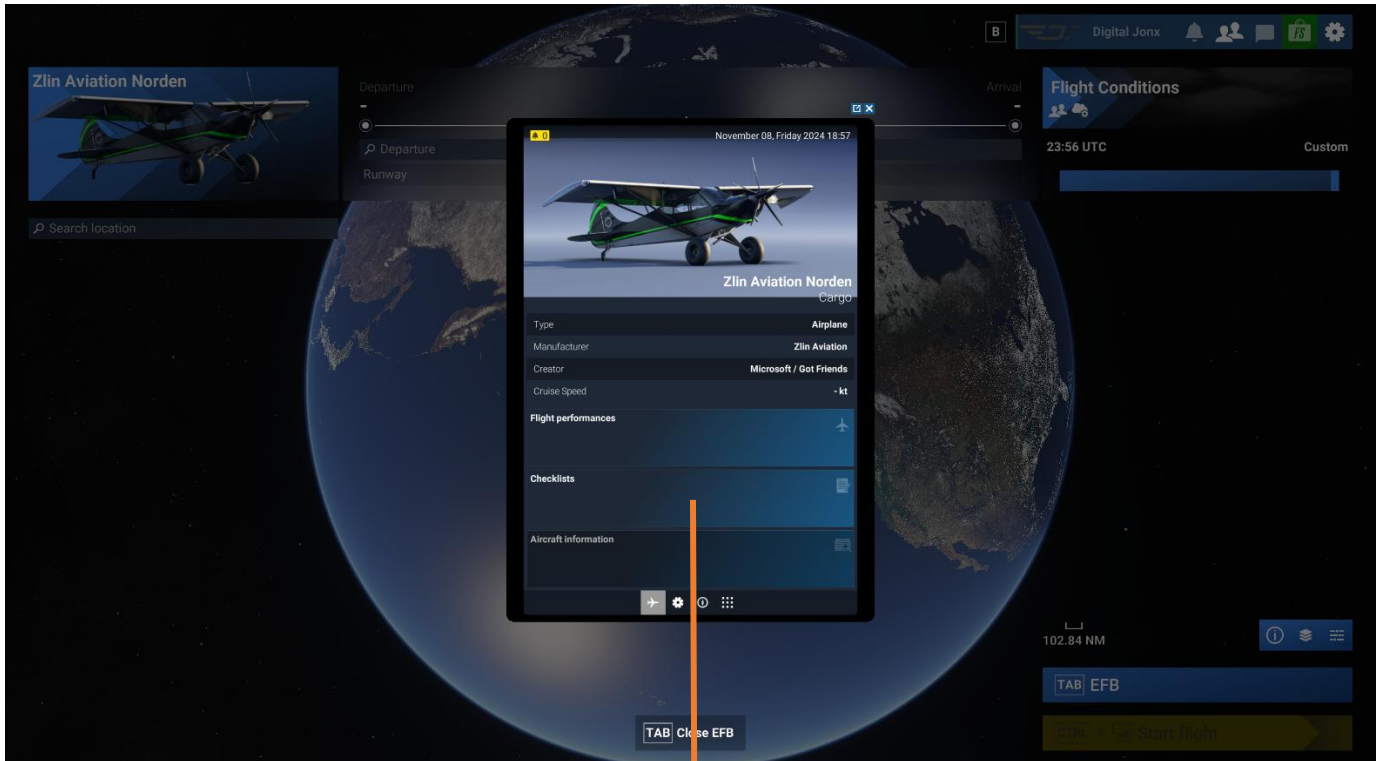 B
Digital Jonx
FS
Zlin Aviation Norden
Departure
Arrival
-
-
Departure
Runway
Search location
Flight Conditions
23:56 UTC
Custom
0
November 08, Friday 2024 18:57
Zlin Aviation Norden
Cargo
Type
Airplane
Manufacturer
Zlin Aviation
Creator
Microsoft / Got Friends
Cruise Speed
- kt
Flight performances
Checklists
Aircraft information
102.84 NM
TAB EFB
TAB Close EFB
CTRL
Start flight